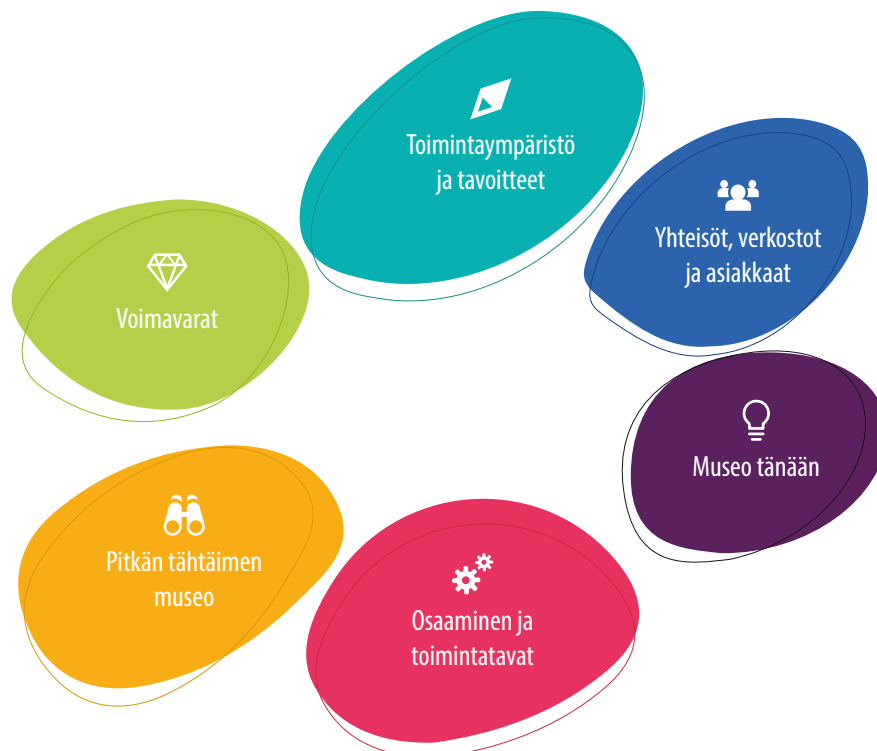 Toimintaympäristö
ja tavoitteet
Yhteisöt, verkostot
ja asiakkaat
Voimavarat
Museo tänään
Pitkän tähtäimen
museo
Osaaminen ja
toimintatavat